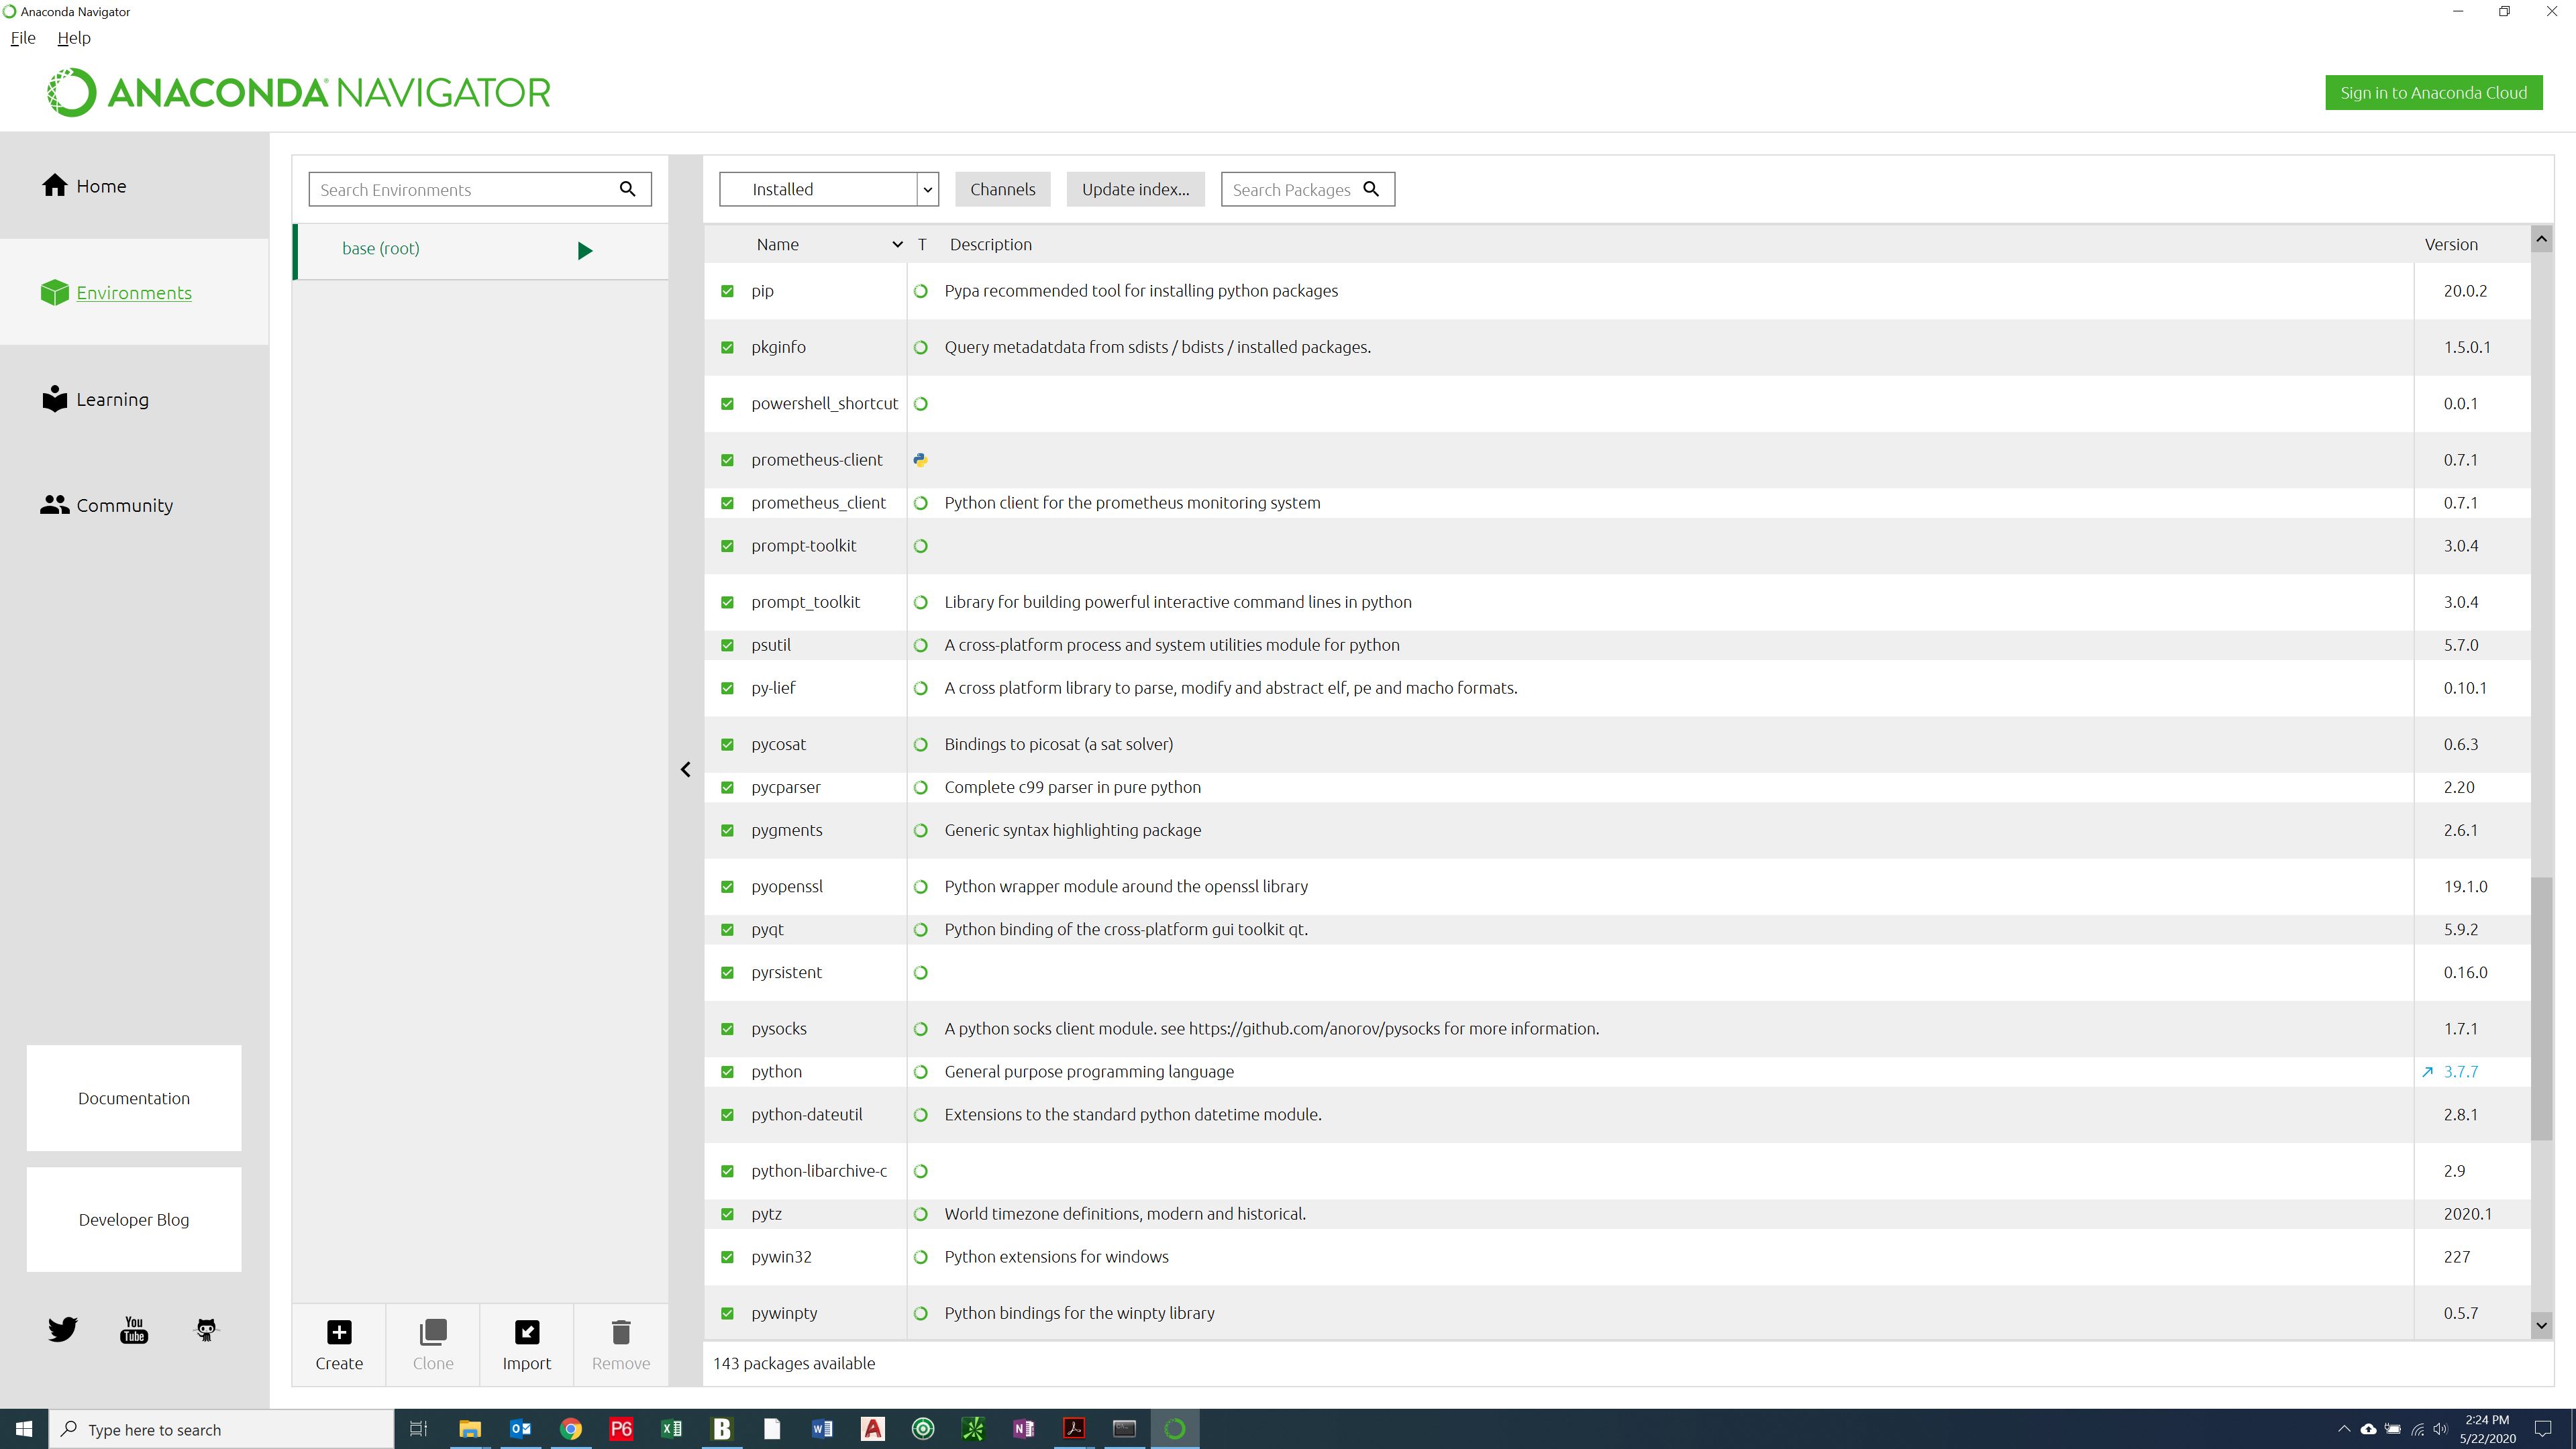 Anaconda Navigator
File Help
ANACONDA NAVIGATOR
Sign in to Anaconda Cloud
Home
Environments
Learning
Community
Documentation
Developer Blog
You
Tube
Search Environments
base (root)
Create Clone Import Remove
Installed Channels Update index... Search Packages
Name T Description Version
pip Pypa recommended tool for installing python packages 20.0.2
pkginfo Query metadatdata from sdists / bdists / installed packages. 1.5.0.1
powershell_shortcut 0.0.1
prometheus-client 0.7.1
prometheus_client Python client for the prometheus monitoring system 0.7.1
prompt-toolkit 3.0.4
prompt_toolkit Library for building powerful interactive command lines in python 3.0.4
psutil A cross-platform process and system utilities module for python 5.7.0
py-lief A cross platform library to parse, modify and abstract elf, pe and macho formats. 0.10.1
pycosat Bindings to picosat (a sat solver) 0.6.3
pycparser Complete c99 parser in pure python 2.20
pygments Generic syntax highlighting package 2.6.1
pyopenssl Python wrapper module around the openssl library 19.1.0
pyqt Python binding of the cross-platform gui toolkit qt. 5.9.2
pyrsistent 0.16.0
pysocks A python socks client module. see https://github.com/anorov/pysocks for more information. 1.7.1
python General purpose programming language 3.7.7
python-dateutil Extensions to the standard python datetime module. 2.8.1
python-libarchive-c 2.9
pytz World timezone definitions, modern and historical. 2020.1
pywin32 Python extensions for windows 227
pywinpty Python bindings for the winpty library 0.5.7
143 packages available
Type here to search
P6
B
A
2:24 PM
5/22/2020